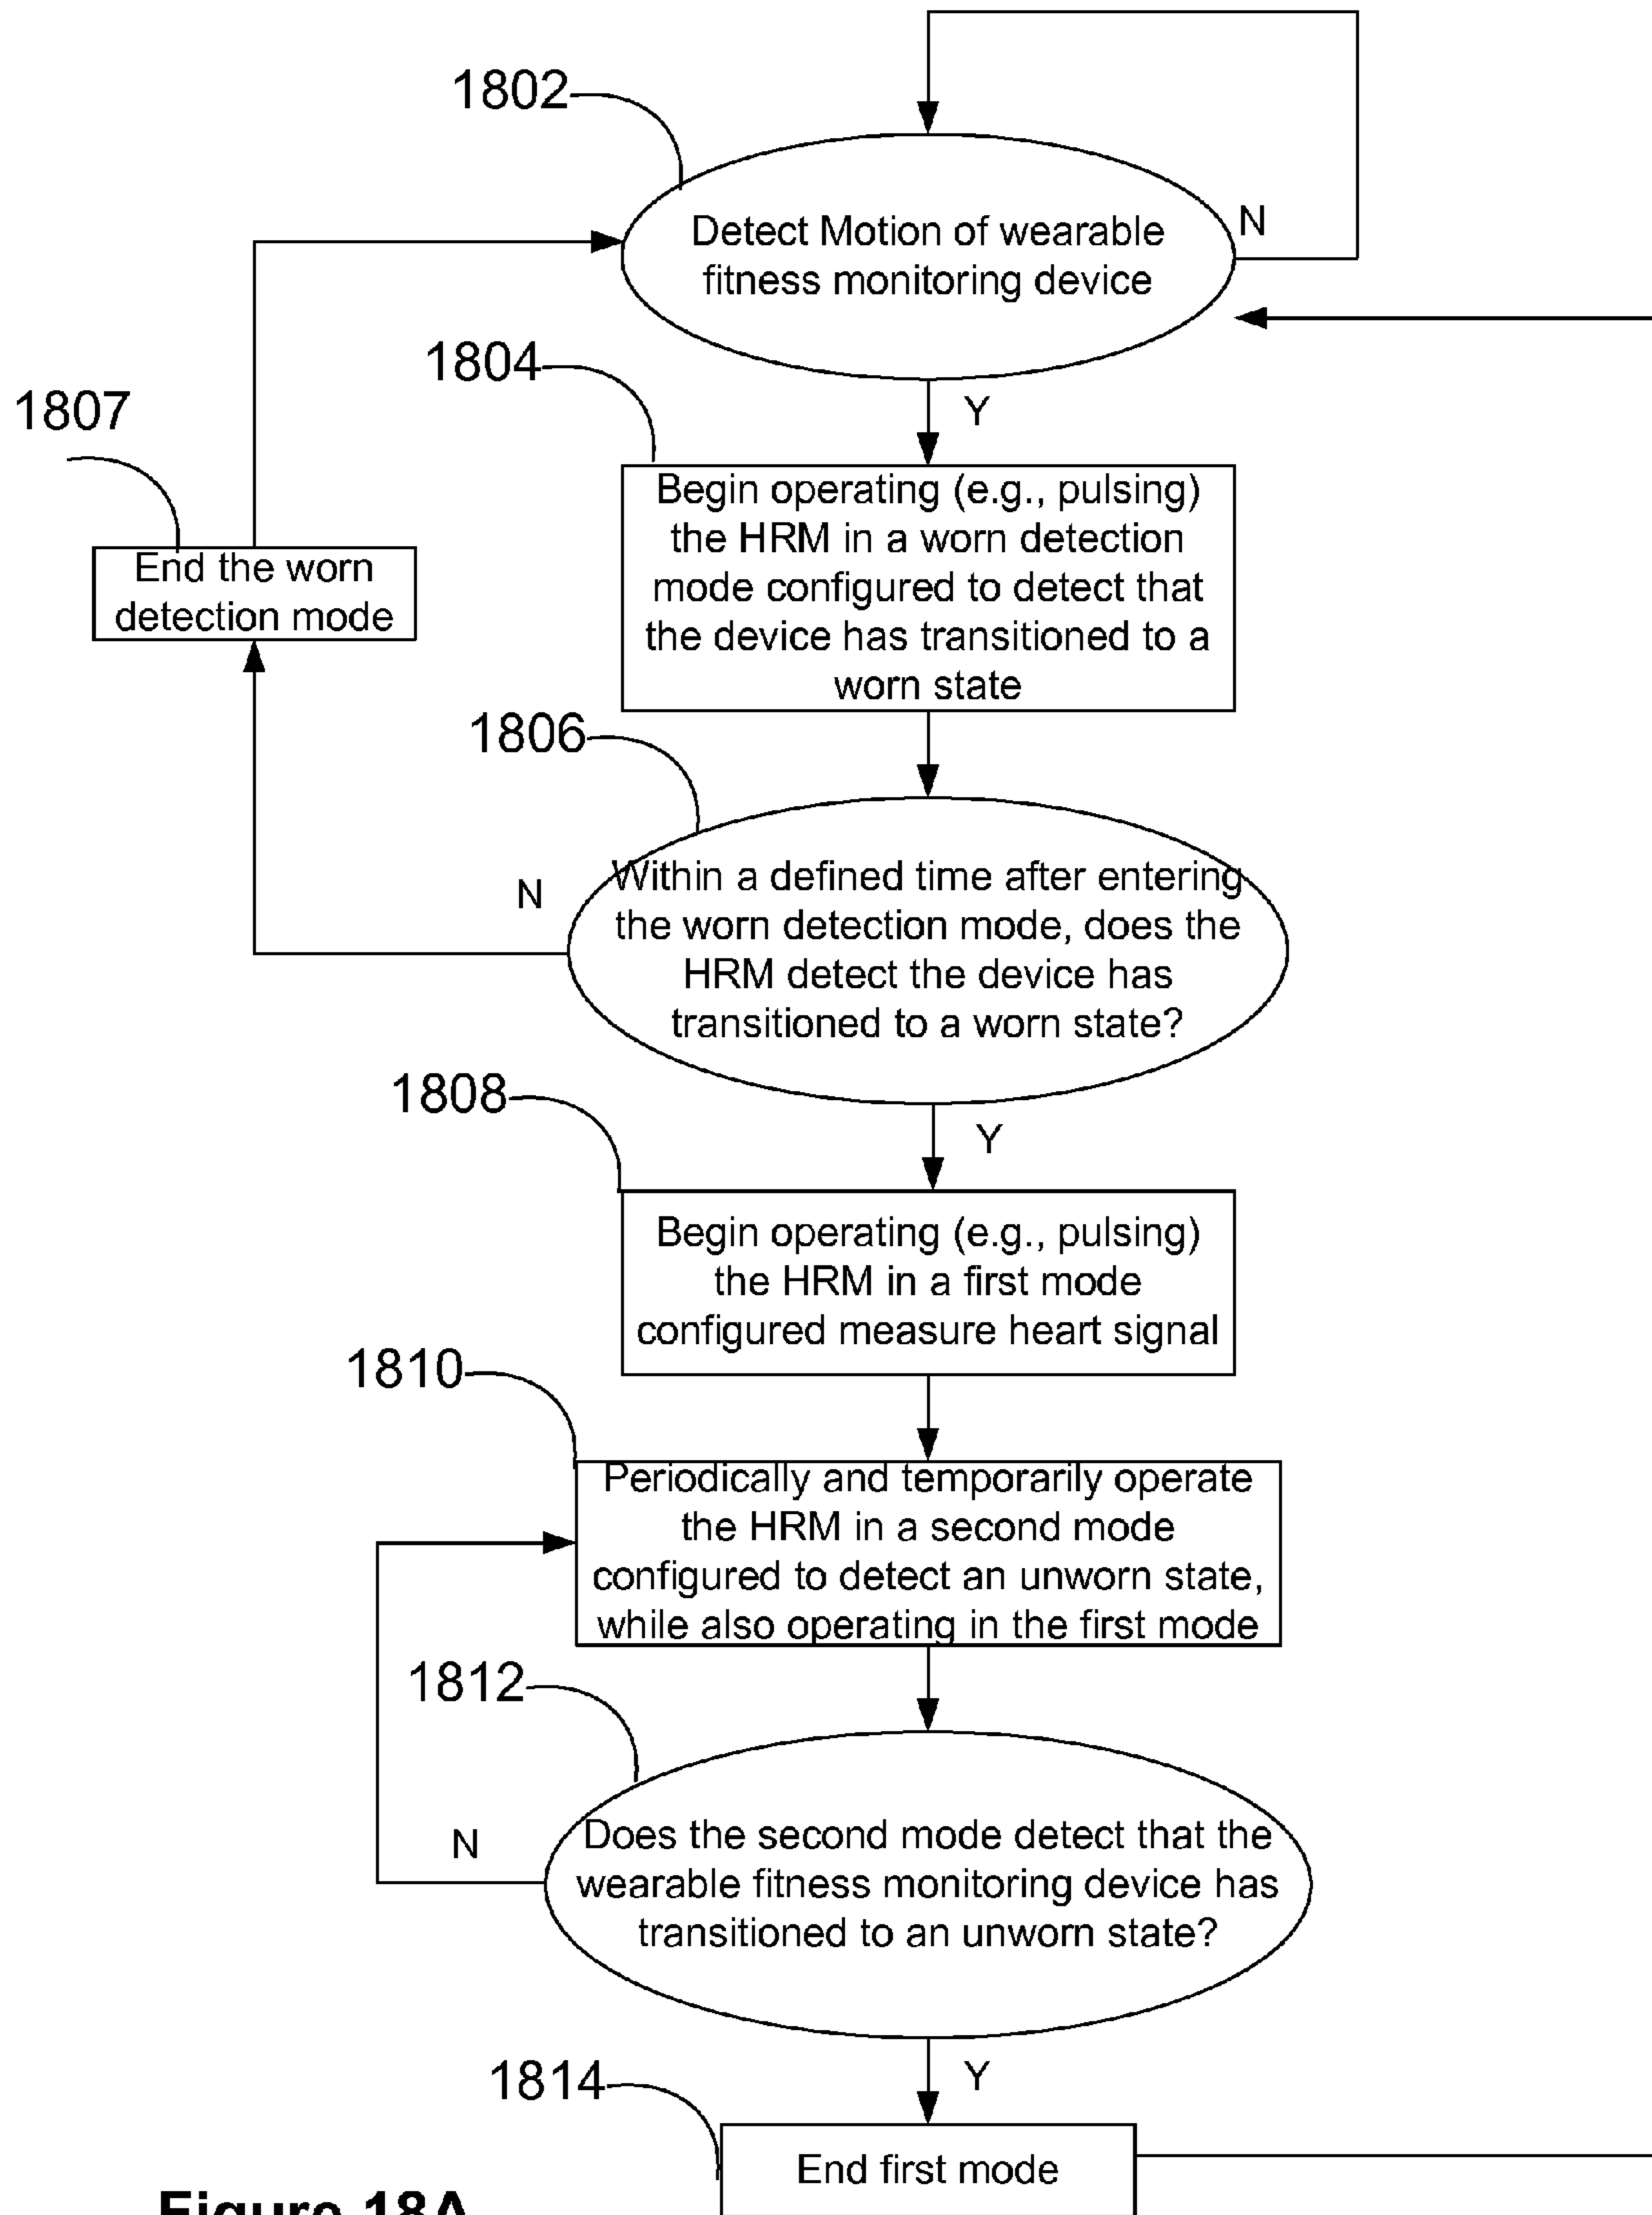 1802
Detect Motion of wearable
fitness monitoring device
N
Y
1804
1807
Begin operating (e.g., pulsing)
the HRM in a worn detection
mode configured to detect that
the device has transitioned to a
worn state
End the worn
detection mode
1806
Within a defined time after entering
the worn detection mode, does the
HRM detect the device has
transitioned to a worn state?
N
Y
1808
Begin operating (e.g., pulsing)
the HRM in a first mode
configured measure heart signal
1810
Periodically and temporarily operate
the HRM in a second mode
configured to detect an unworn state,
while also operating in the first mode
1812
Does the second mode detect that the
wearable fitness monitoring device has
transitioned to an unworn state?
N
Y
1814
End first mode
Figure 18A